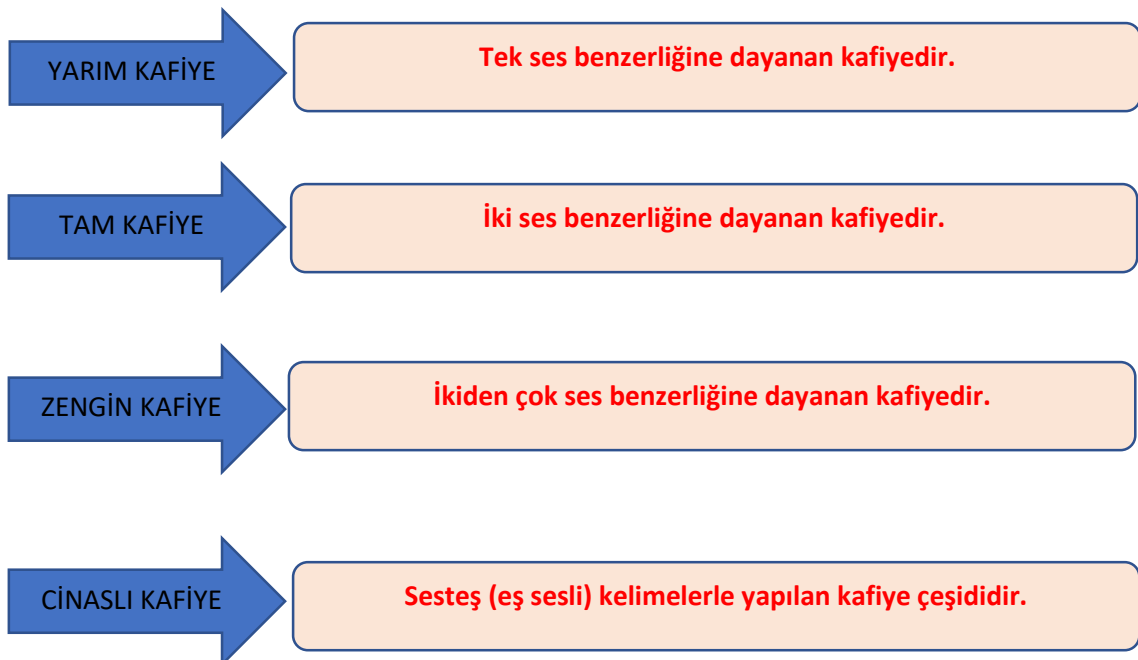 YARIM KAFİYE
Tek ses benzerliğine dayanan kafiyedir.
TAM KAFİYE
İki ses benzerliğine dayanan kafiyedir.
ZENGİN KAFİYE
İkiden çok ses benzerliğine dayanan kafiyedir.
CİNASLI KAFİYE
Sesteş (eş sesli) kelimelerle yapılan kafiye çeşididir.